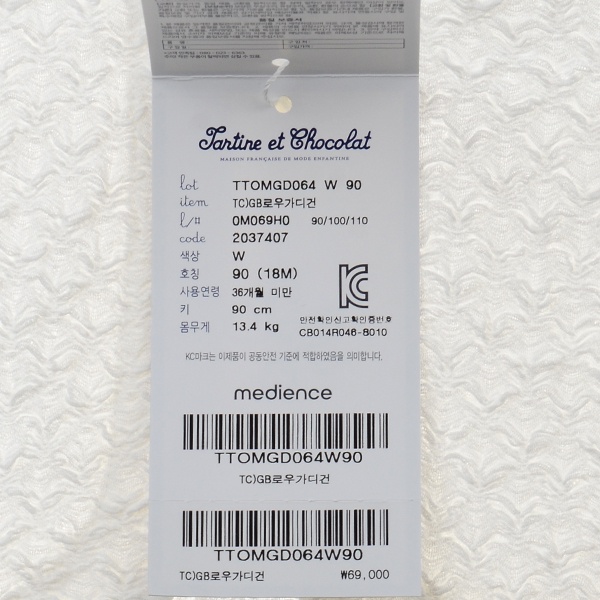 Tartine et Chocolat
MAISON FRANÇAISE DE MODE ENFANTINE
lot TTOMGD064 W 90
item TC)GB로우가디건
l/# 0M069H0 90/100/110
code 2037407
색상 W
호칭 90 (18M)
사용연령 36개월 미만
키 90 cm
몸무게 13.4 kg
안전확인신고확인증번호
CB014R046-8010
KC마크는 이제품이 공통안전 기준에 적합하였음을 의미합니다.
medience
TTOMGD064W90
TC)GB로우가디건
TTOMGD064W90
TC)GB로우가디건 ₩69,000